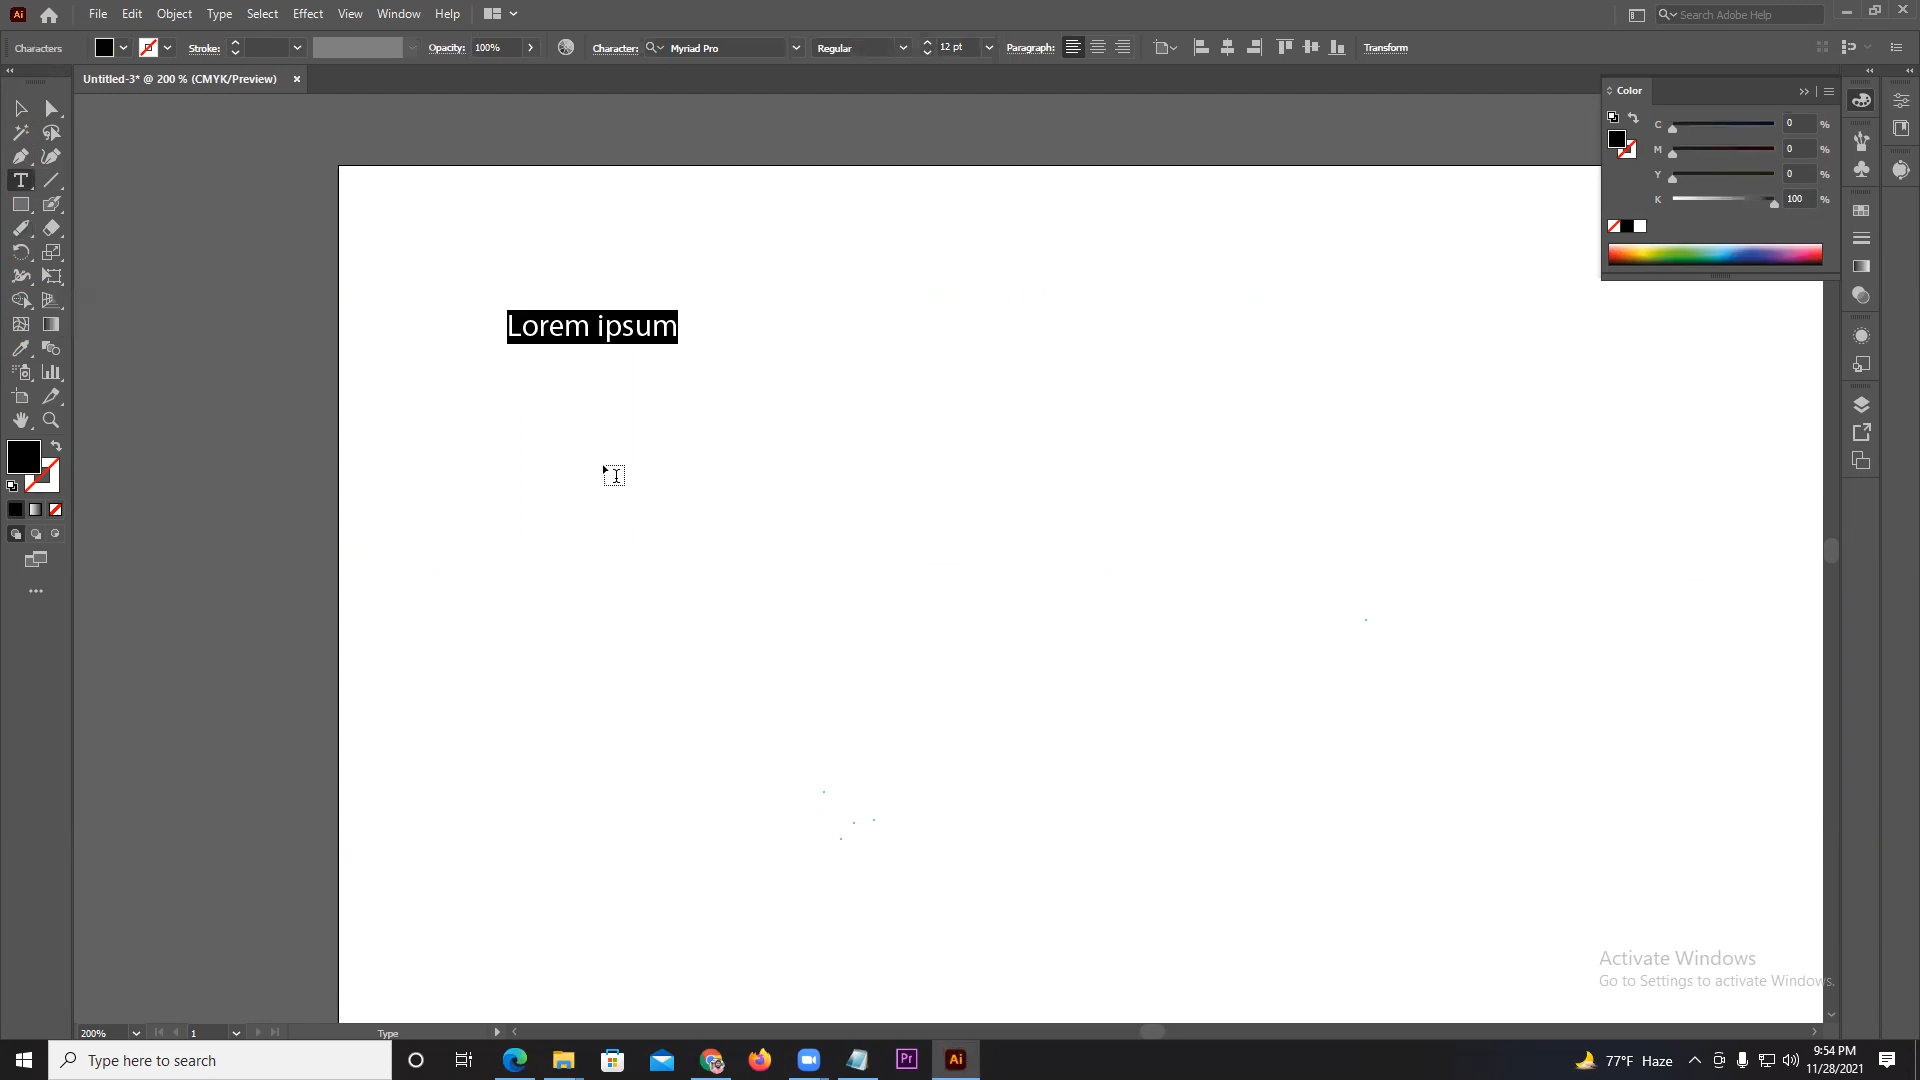 Ai File Edit Object Type Select Effect View Window Help Search Adobe Help
Characters Stroke: Opacity: 100% Character: Myriad Pro Regular 12 pt Paragraph: Transform
Untitled-3* @ 200 % (CMYK/Preview)
Color
C 0 %
M 0 %
Y 0 %
K 100 %
Lorem ipsum
Activate Windows
Go to Settings to activate Windows.
200% 1 Type
Type here to search Pr Ai 77°F Haze 9:54 PM
11/28/2021